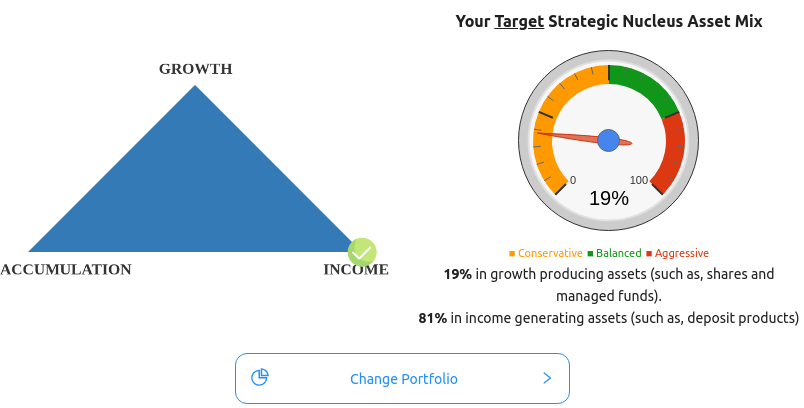 Your Target Strategic Nucleus Asset Mix
GROWTH
ACCUMULATION
INCOME
0
100
19%
Conservative
Balanced
Aggressive
19% in growth producing assets (such as, shares and
managed funds).
81% in income generating assets (such as, deposit products)
Change Portfolio